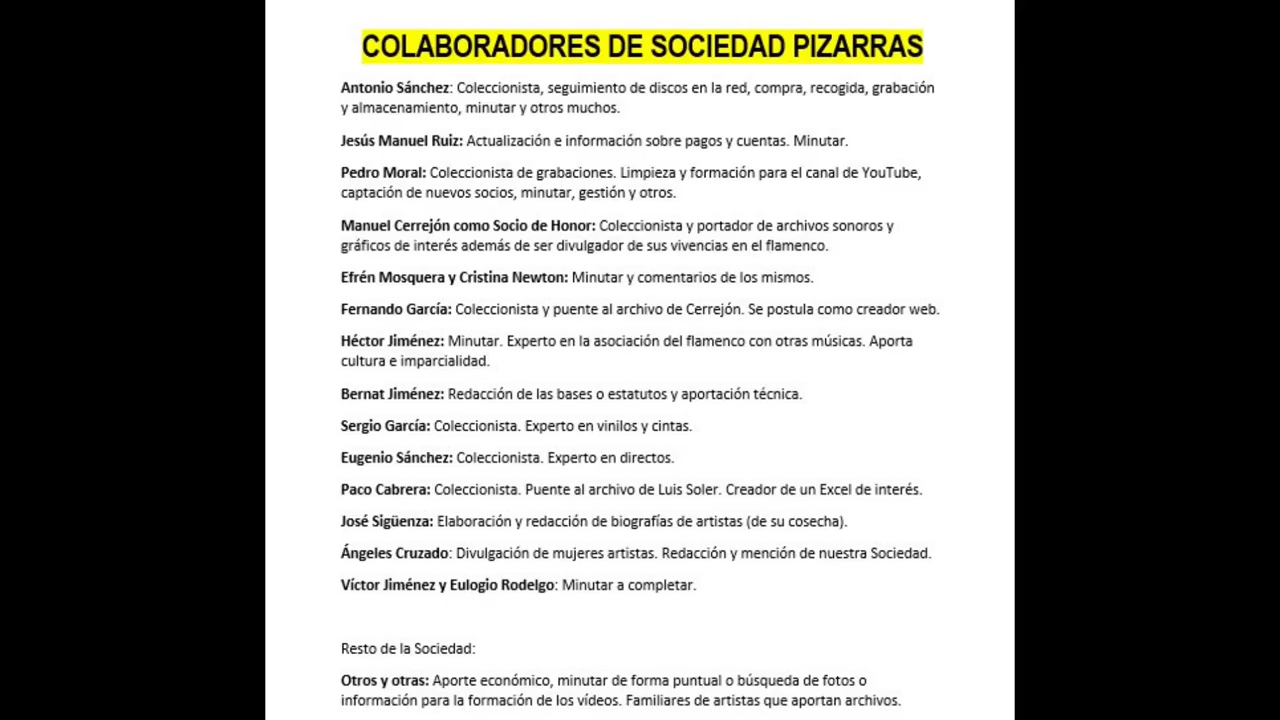 COLABORADORES DE SOCIEDAD PIZARRAS
Antonio Sánchez: Coleccionista, seguimiento de discos en la red, compra, recogida, grabación
y almacenamiento, minutar y otros muchos.
Jesús Manuel Ruiz: Actualización e información sobre pagos y cuentas. Minutar.
Pedro Moral: Coleccionista de grabaciones. Limpieza y formación para el canal de YouTube,
captación de nuevos socios, minutar, gestión y otros.
Manuel Cerrejón como Socio de Honor: Coleccionista y portador de archivos sonoros y
gráficos de interés además de ser divulgador de sus vivencias en el flamenco.
Efrén Mosquera y Cristina Newton: Minutar y comentarios de los mismos.
Fernando García: Coleccionista y puente al archivo de Cerrejón. Se postula como creador web.
Héctor Jiménez: Minutar. Experto en la asociación del flamenco con otras músicas. Aporta
cultura e imparcialidad.
Bernat Jiménez: Redacción de las bases o estatutos y aportación técnica.
Sergio García: Coleccionista. Experto en vinilos y cintas.
Eugenio Sánchez: Coleccionista. Experto en directos.
Paco Cabrera: Coleccionista. Puente al archivo de Luis Soler. Creador de un Excel de interés.
José Sigüenza: Elaboración y redacción de biografías de artistas (de su cosecha).
Ángeles Cruzado: Divulgación de mujeres artistas. Redacción y mención de nuestra Sociedad.
Víctor Jiménez y Eulogio Rodelgo: Minutar a completar.
Resto de la Sociedad:
Otros y otras: Aporte económico, minutar de forma puntual o búsqueda de fotos o
información para la formación de los vídeos. Familiares de artistas que aportan archivos.